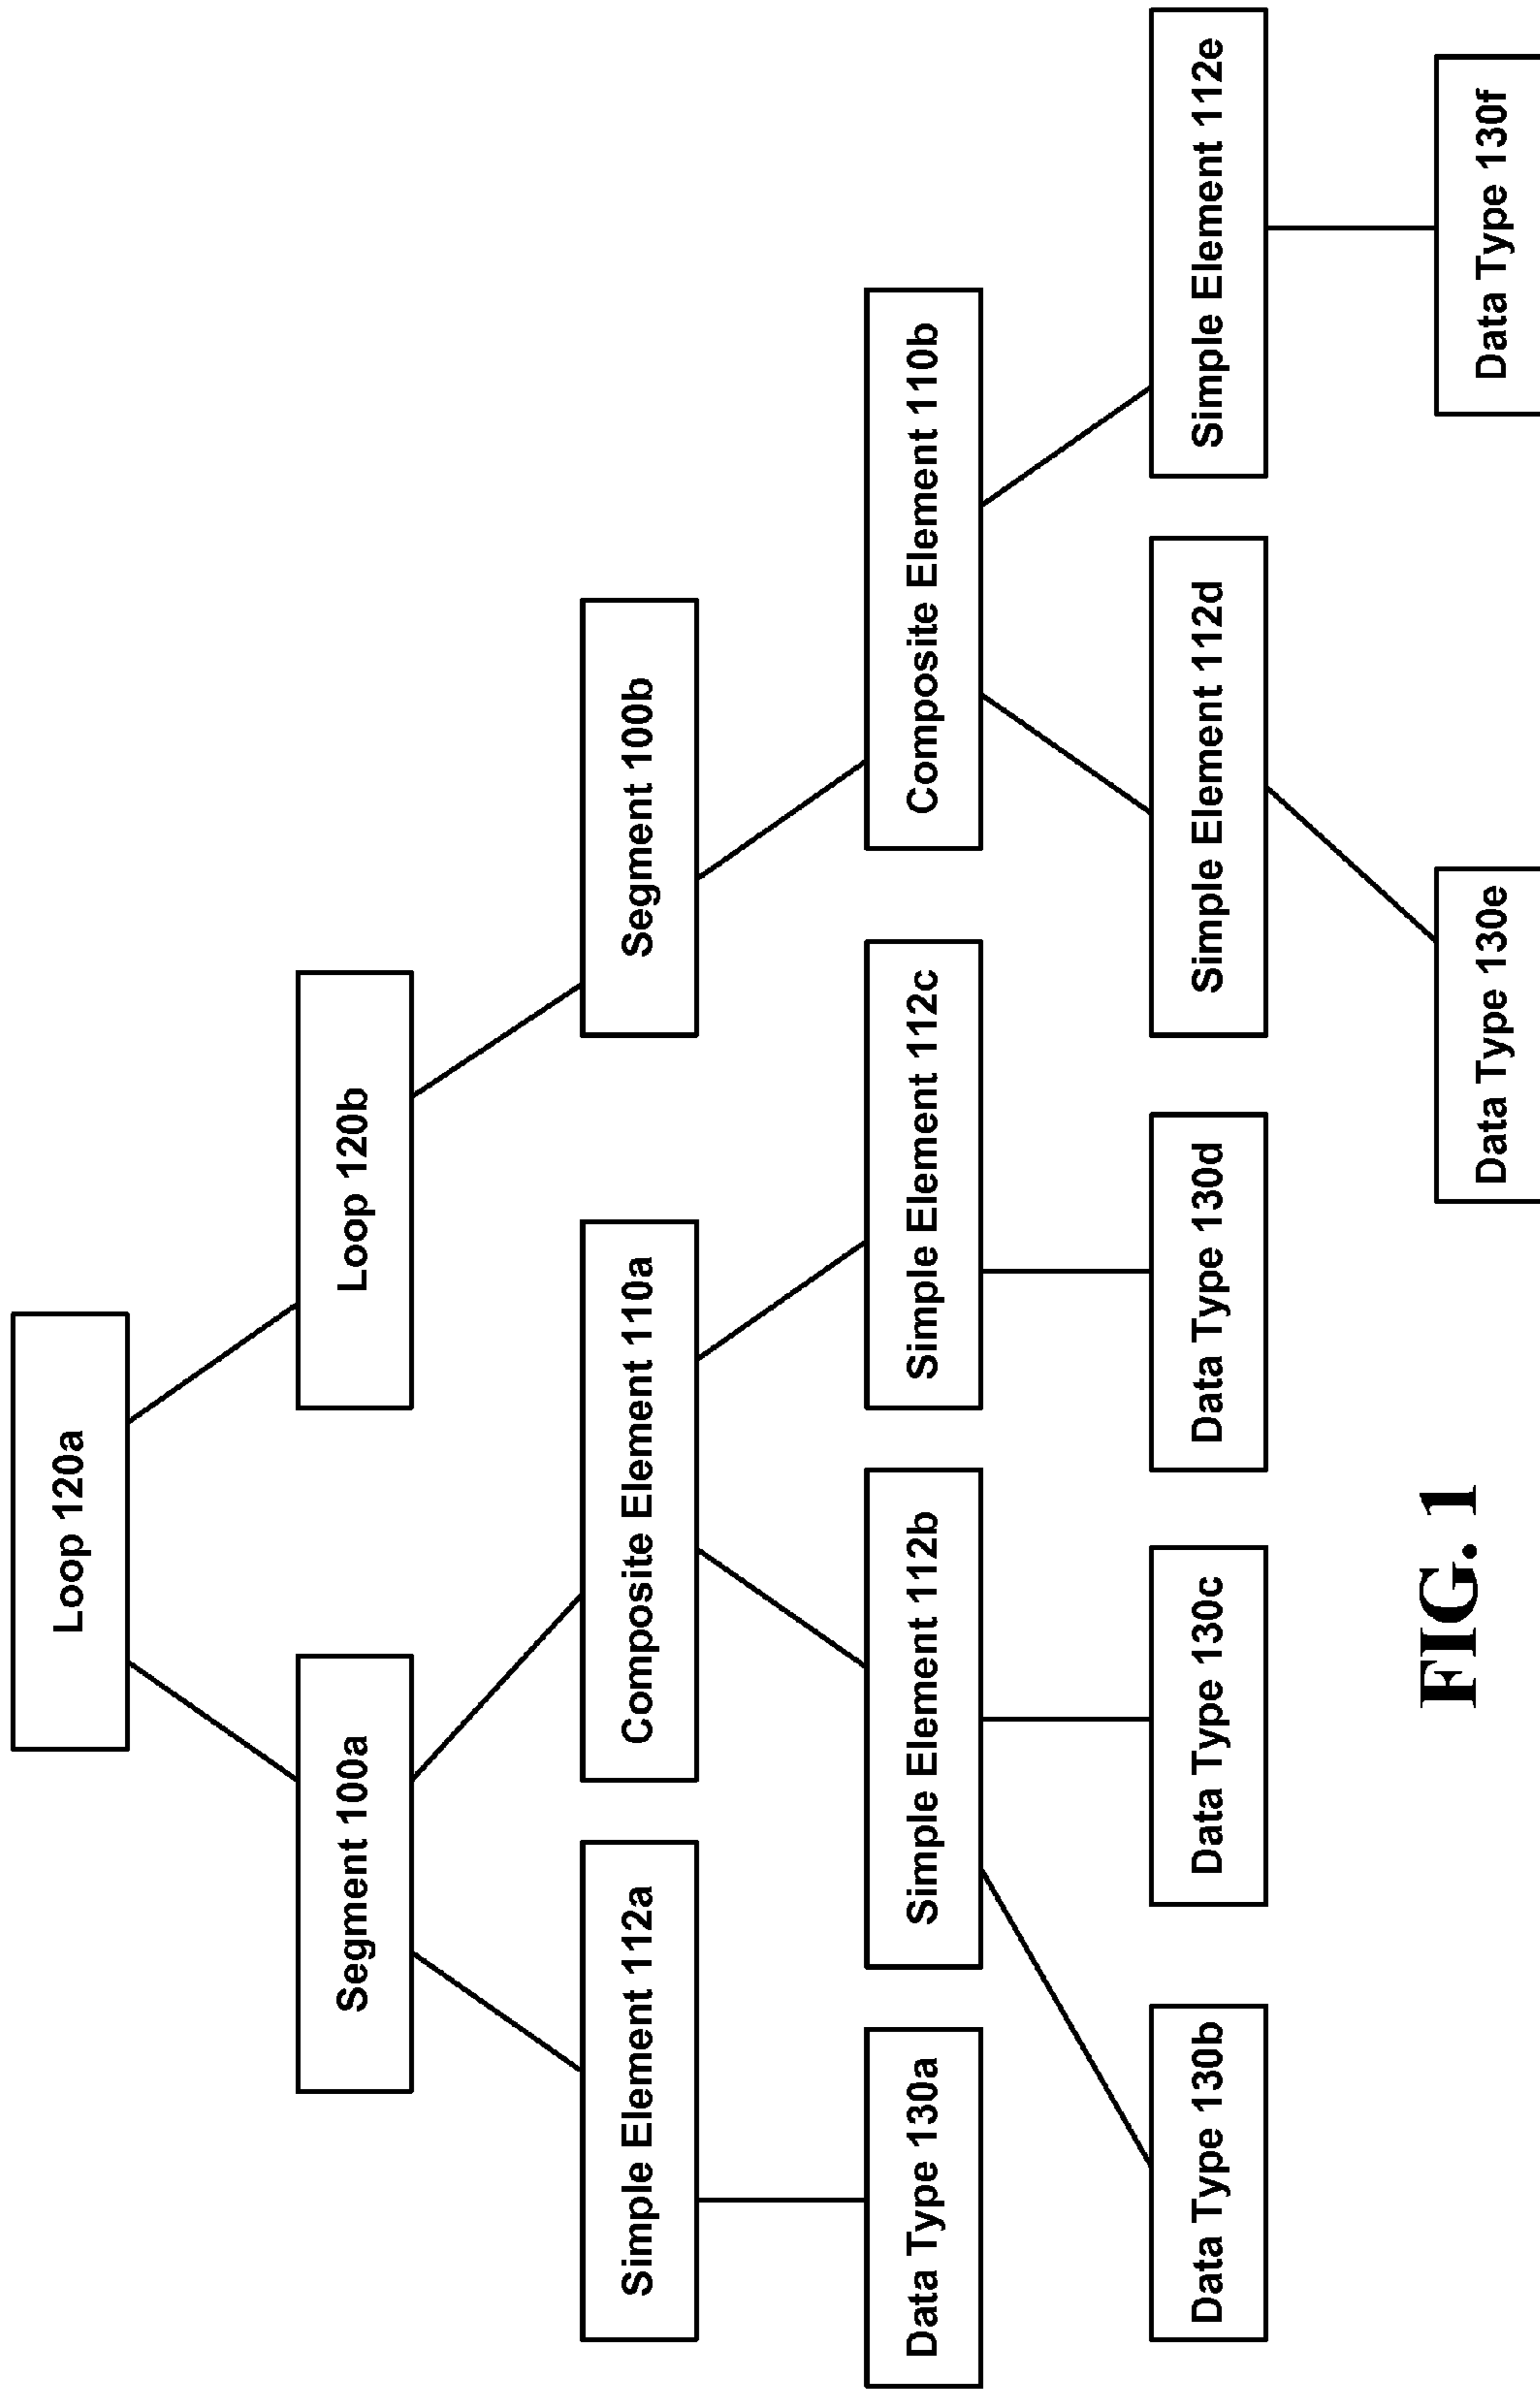 Loop 120a
Segment 100a
Loop 120b
Simple Element 112a
Composite Element 110a
Segment 100b
Data Type 130a
Simple Element 112b
Simple Element 112c
Composite Element 110b
Data Type 130b
Data Type 130c
Data Type 130d
Simple Element 112d
Simple Element 112e
Data Type 130e
Data Type 130f
FIG. 1